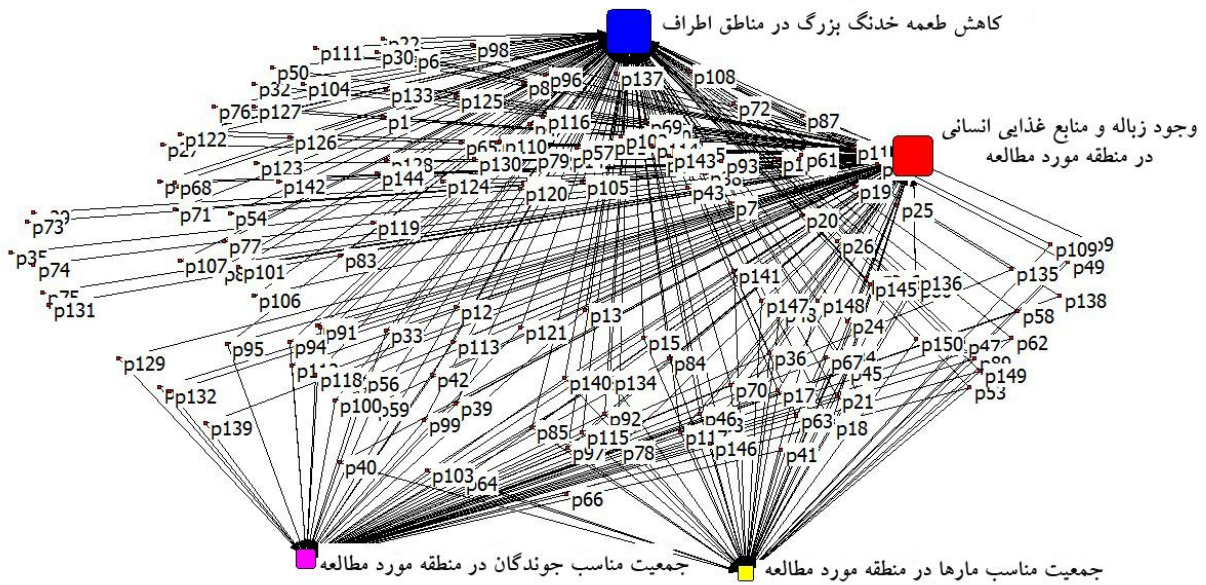 کاهش طعمه خدنگ بزرگ در مناطق اطراف
p22
p111
p30
p6
p98
p50
p32
p104
p8
p96
p137
p108
p133
p125
p76
p127
p72
p87
p1
p116
p69
وجود زباله و منابع غذایی انسانی
در منطقه مورد مطالعه
p122
p126
p65
p110
p79
p57
p143
p93
p61
p123
p128
p130
p68
p142
p144
p124
p120
p105
p43
p19
p71
p54
p7
p25
p73
p119
p20
p35
p77
p26
p109
p74
p107
p101
p83
p141
p145
p136
p135
p49
p131
p106
p147
p148
p138
p12
p13
p24
p58
p91
p33
p121
p15
p150
p62
p129
p95
p94
p113
p84
p36
p67
p47
p149
p118
p56
p42
p140
p134
p70
p17
p45
p53
p132
p100
p59
p39
p21
p139
p99
p92
p46
p63
p18
p85
p115
p146
p97
p78
p41
p40
p103
p64
p66
جمعیت مناسب جوندگان در منطقه مورد مطالعه
جمعیت مناسب مارها در منطقه مورد مطالعه